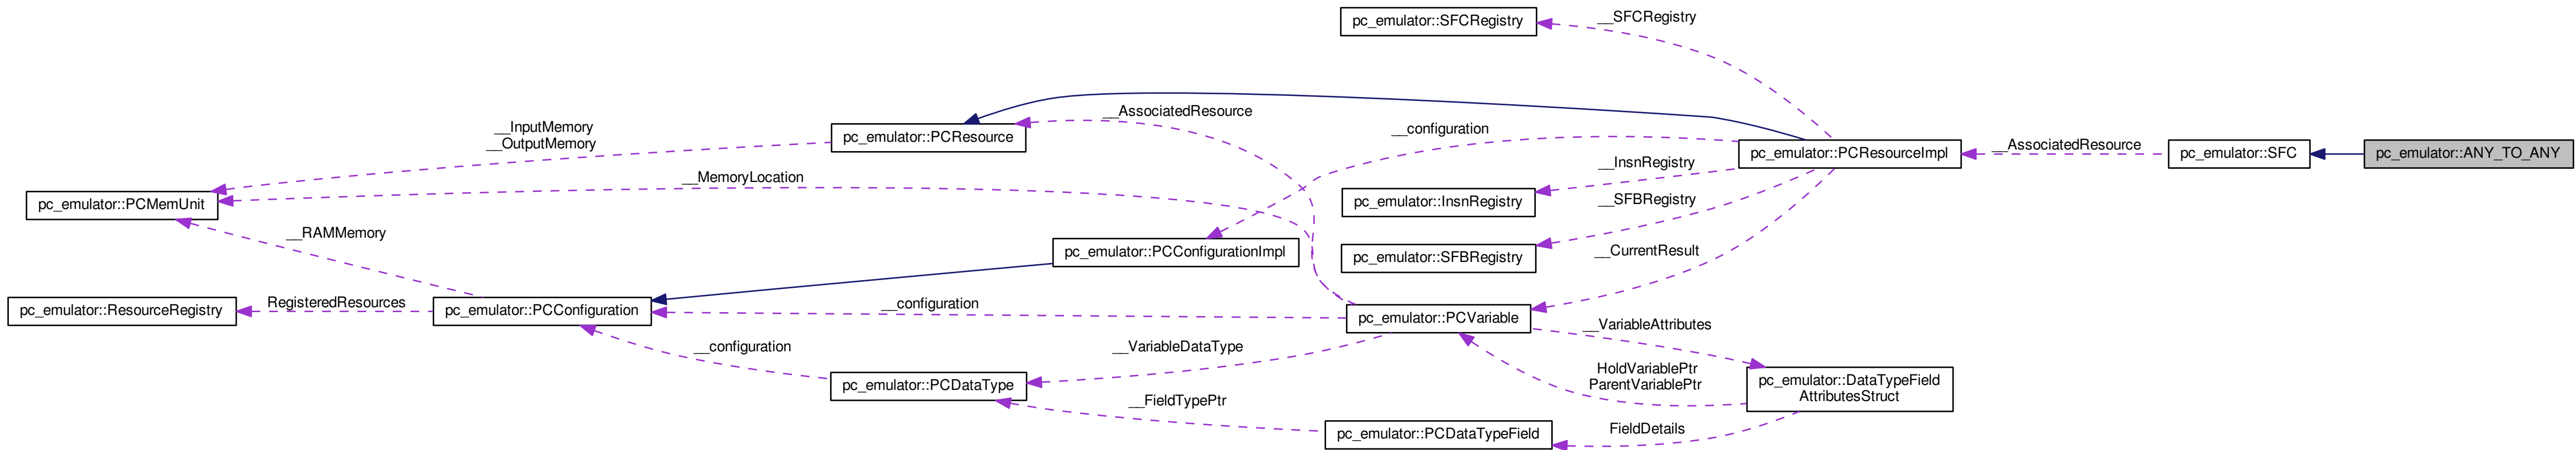 pc_emulator::SFCRegistry
__SFCRegistry
__AssociatedResource
__InputMemory
__OutputMemory
pc_emulator::PCResource
__configuration
pc_emulator::PCResourceImpl
__AssociatedResource
pc_emulator::SFC
pc_emulator::ANY_TO_ANY
__InsnRegistry
__MemoryLocation
pc_emulator::PCMemUnit
pc_emulator::InsnRegistry
__SFBRegistry
__RAMMemory
pc_emulator::PCConfigurationImpl
pc_emulator::SFBRegistry
__CurrentResult
pc_emulator::ResourceRegistry
RegisteredResources
pc_emulator::PCConfiguration
__configuration
pc_emulator::PCVariable
__VariableAttributes
__configuration
__VariableDataType
HoldVariablePtr
ParentVariablePtr
pc_emulator::PCDataType
pc_emulator::DataTypeField
AttributesStruct
__FieldTypePtr
pc_emulator::PCDataTypeField
FieldDetails